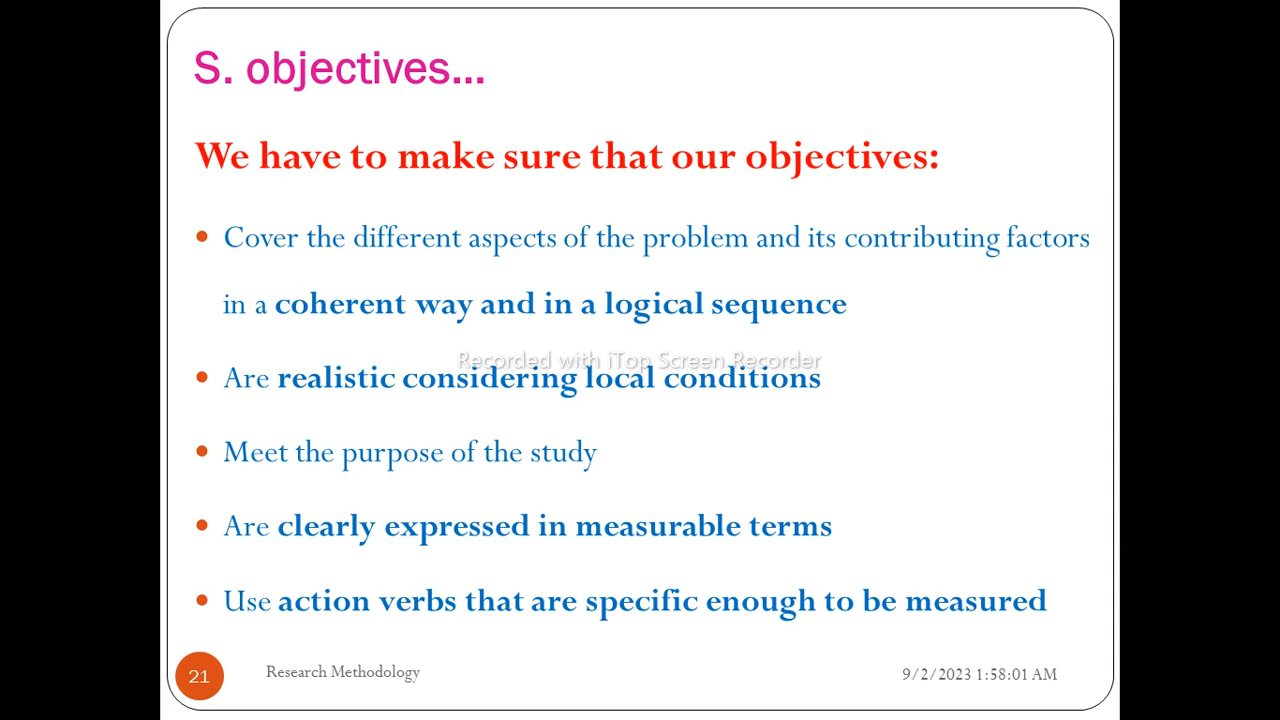 S. objectives...
We have to make sure that our objectives:
• Cover the different aspects of the problem and its contributing factors
in a coherent way and in a logical sequence
Recorded with iTop Screen Recorder
• Are realistic considering local conditions
• Meet the purpose of the study
• Are clearly expressed in measurable terms
• Use action verbs that are specific enough to be measured
21
Research Methodology
9/2/2023 1:58:01 AM